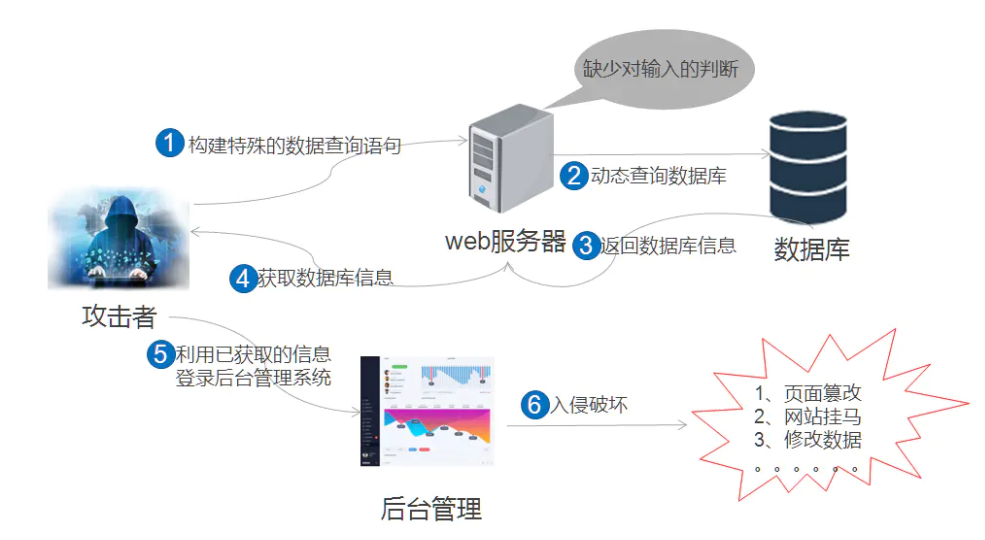 缺少对输入的判断
1 构建特殊的数据查询语句
2 动态查询数据库
web服务器
3 返回数据库信息
数据库
4 获取数据库信息
攻击者
5 利用已获取的信息
登录后台管理系统
6 入侵破坏
1、页面篡改
2、网站挂马
3、修改数据
。。。。。。
后台管理